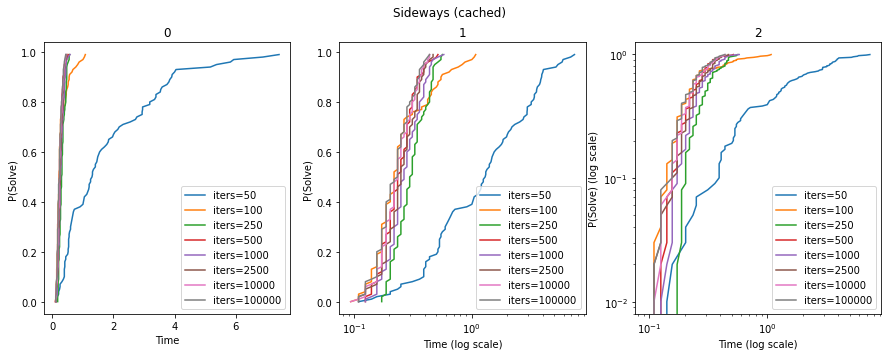 Sideways (cached)
0
1.0
0.8
0.6
0.4
0.2
0.0
P(Solve)
0
2
4
6
Time
iters=50
iters=100
iters=250
iters=500
iters=1000
iters=2500
iters=10000
iters=100000
1
1.0
0.8
0.6
0.4
0.2
0.0
P(Solve)
10⁻¹
10⁰
Time (log scale)
iters=50
iters=100
iters=250
iters=500
iters=1000
iters=2500
iters=10000
iters=100000
2
10⁰
10⁻¹
10⁻²
P(Solve) (log scale)
10⁻¹
10⁰
Time (log scale)
iters=50
iters=100
iters=250
iters=500
iters=1000
iters=2500
iters=10000
iters=100000